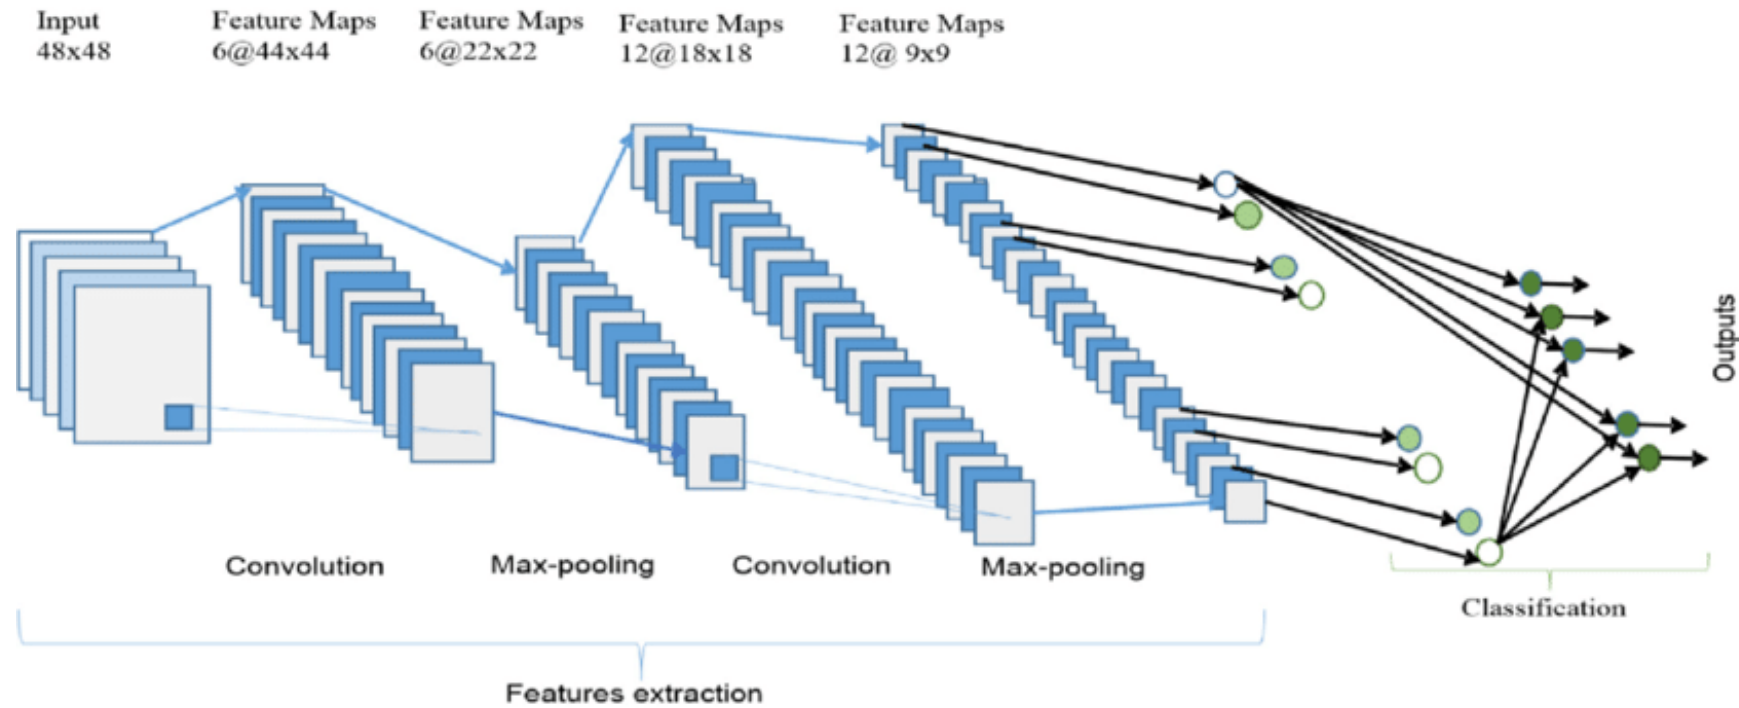 Input
48x48
Feature Maps
6@44x44
Feature Maps
6@22x22
Feature Maps
12@18x18
Feature Maps
12@ 9x9
Outputs
Convolution
Max-pooling
Convolution
Max-pooling
Classification
Features extraction